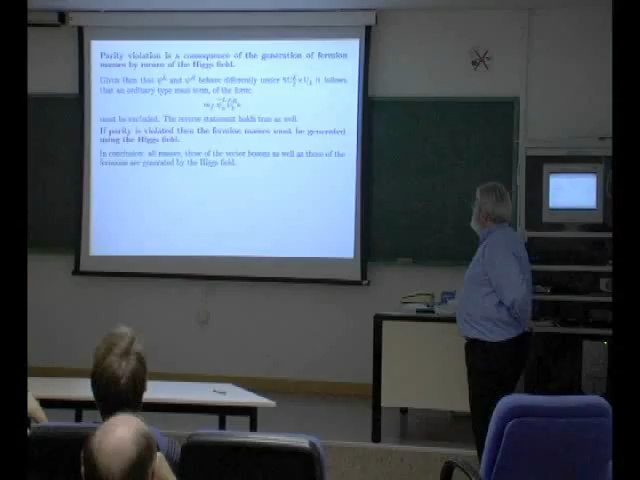 Parity violation is a consequence of the generation of fermion
masses by means of the Higgs field.
Given then that ψᴸ and ψᴿ behave differently under it follows
that an ordinary type mass term, of the form:
must be excluded. The reverse statement holds true as well.
If parity is violated then the fermion masses must be generated
using the Higgs field.
In conclusion: all masses, those of the vector bosons as well as those of the
fermions are generated by the Higgs field.